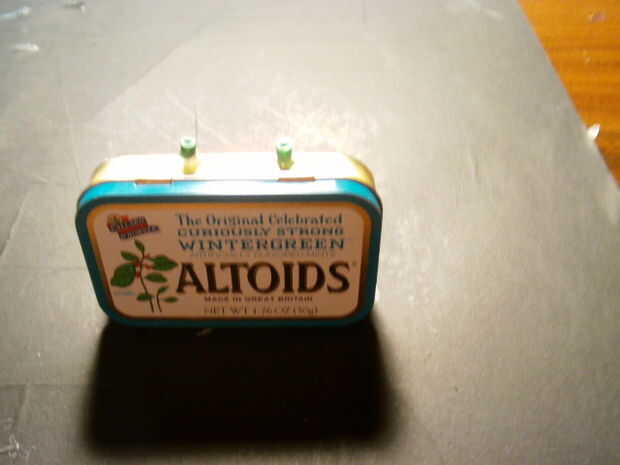 The Original Celebrated
CURIOUSLY STRONG
WINTERGREEN
ALTOIDS
MADE IN GREAT BRITAIN
NET WT 1.76 OZ (50g)